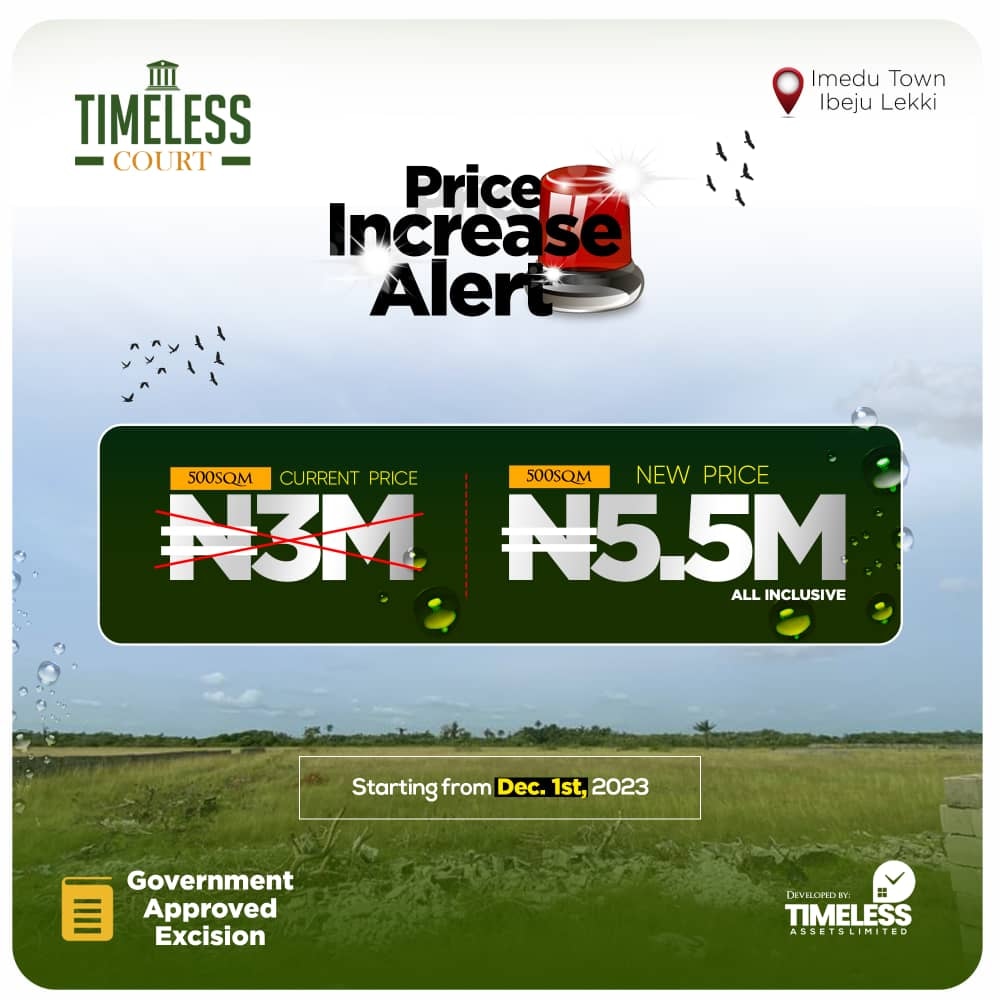 TIMELESS
COURT
Imedu Town
Ibeju Lekki
Price
Increase
Alert
500SQM CURRENT PRICE
₦3M
500SQM NEW PRICE
₦5.5M
ALL INCLUSIVE
Starting from Dec. 1st, 2023
Government
Approved
Excision
DEVELOPED BY:
TIMELESS
ASSETS LIMITED